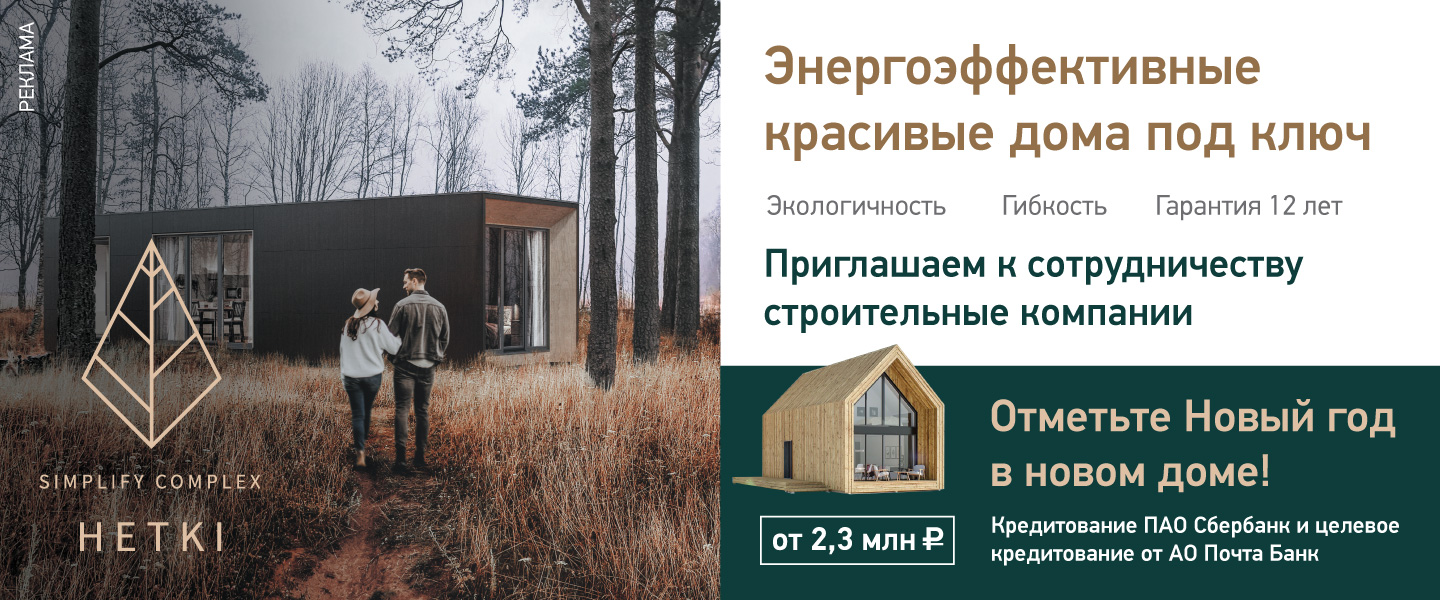 РЕКЛАМА
SIMPLIFY COMPLEX
HETKI
Энергоэффективные
красивые дома под ключ
Экологичность Гибкость Гарантия 12 лет
Приглашаем к сотрудничеству
строительные компании
Отметьте Новый год
в новом доме!
от 2,3 млн ₽
Кредитование ПАО Сбербанк и целевое
кредитование от АО Почта Банк